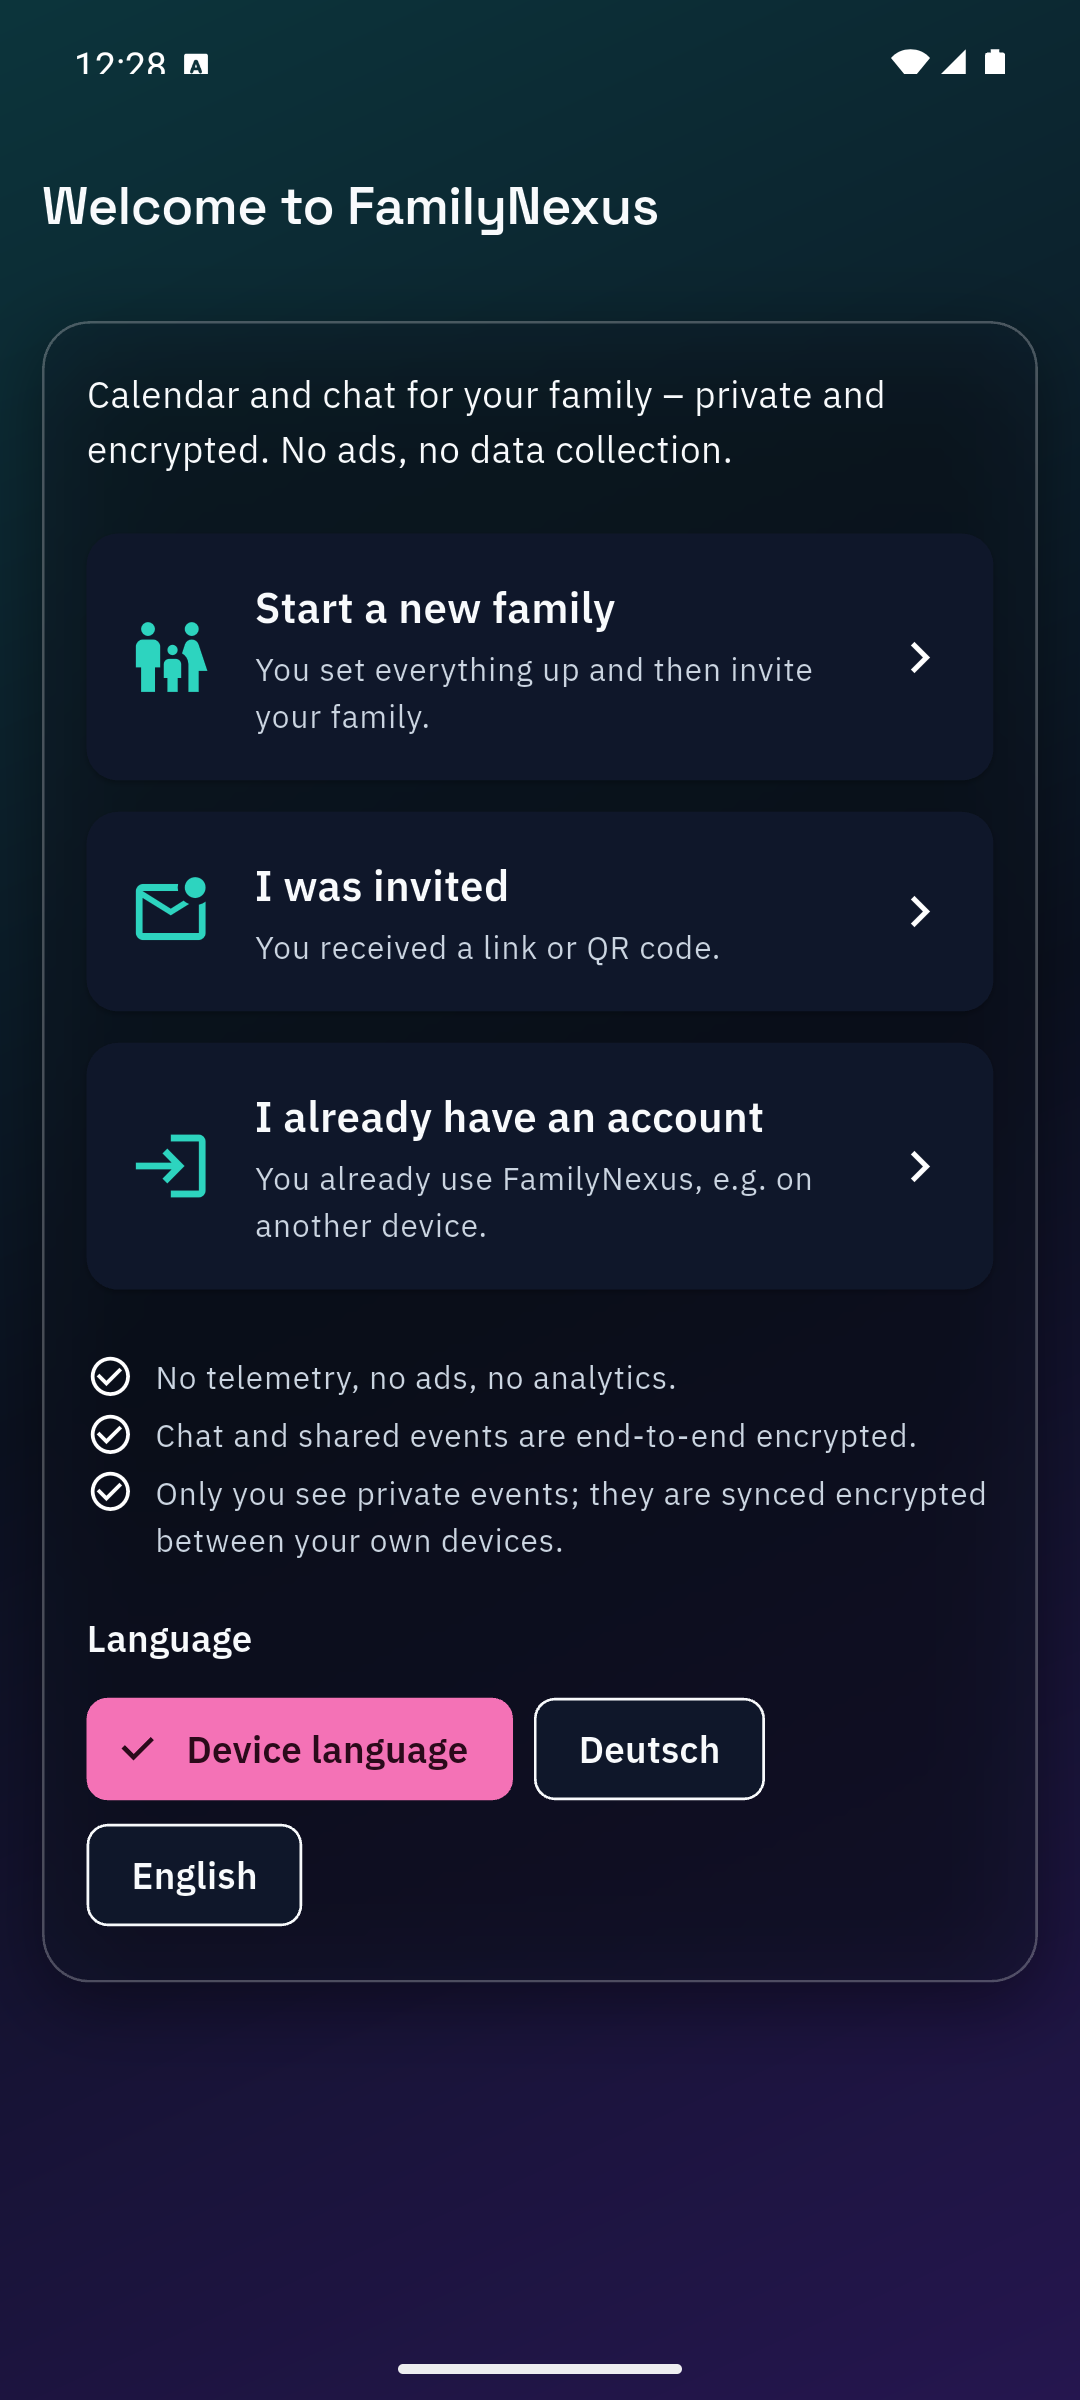 12:28
Welcome to FamilyNexus
Calendar and chat for your family – private and
encrypted. No ads, no data collection.
Start a new family
You set everything up and then invite
your family.
I was invited
You received a link or QR code.
I already have an account
You already use FamilyNexus, e.g. on
another device.
No telemetry, no ads, no analytics.
Chat and shared events are end-to-end encrypted.
Only you see private events; they are synced encrypted
between your own devices.
Language
Device language
Deutsch
English